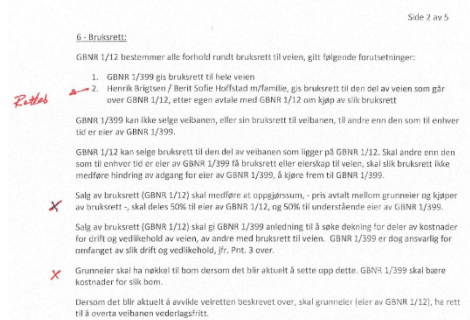 Side 2 av 5
6 - Bruksrett:
GBNR 1/12 bestemmer alle forhold rundt bruksrett til veien, gitt følgende forutsetninger:
1. GBNR 1/399 gis bruksrett til hele veien
2. Henrik Brigtsen / Berit Sofie Hoffstad m/familie, gis bruksrett til den del av veien som går
over GBNR 1/12, etter egen avtale med GBNR 1/12 om kjøp av slik bruksrett
GBNR 1/399 kan ikke selge veibanen, eller sin bruksrett til veibanen, til andre enn den som til enhver
tid er eier av GBNR 1/399.
GBNR 1/12 kan selge bruksrett til den del av veibanen som ligger på GBNR 1/12. Skal andre enn den
som til enhver tid er eier av GBNR 1/399 få bruksrett eller eierskap til veien, skal slik bruksrett ikke
medføre hindring av adgang for eier av GBNR 1/399, å kjøre frem til GBNR 1/399.
Salg av bruksrett (GBNR 1/12) skal medføre at oppgjørssum, - pris avtalt mellom grunneier og kjøper
av bruksrett -, skal deles 50% til eier av GBNR 1/12, og 50% til understående eier av GBNR 1/399.
Salg av bruksrett (GBNR 1/12) skal gi GBNR 1/399 anledning til å søke dekning for deler av kostnader
for drift og vedlikehold av veien, av andre med bruksrett til veien. GBNR 1/399 er dog ansvarlig for
omfanget av slik drift og vedlikehold, jfr. Pnt. 3 over.
Grunneier skal ha nøkkel til bom dersom det blir aktuelt å sette opp dette. GBNR 1/399 skal bære
kostnader for slik bom.
Dersom det blir aktuelt å avvikle veiretten beskrevet over, skal grunneier (eier av GBNR 1/12), he rett
til å overta veibanen vederlagsfritt.